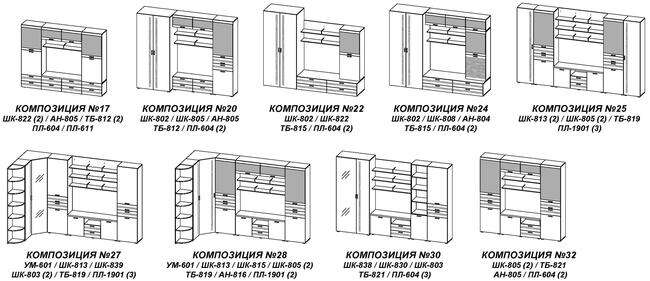 КОМПОЗИЦИЯ №17
ШК-822 (2) / АН-805 / ТБ-812 (2)
ПЛ-604 / ПЛ-611
КОМПОЗИЦИЯ №20
ШК-802 / ШК-805 / АН-805
ТБ-812 / ПЛ-604 (2)
КОМПОЗИЦИЯ №22
ШК-802 / ШК-822
ТБ-815 / ПЛ-604 (2)
КОМПОЗИЦИЯ №24
ШК-802 / ШК-808 / АН-804
ТБ-815 / ПЛ-604 (2)
КОМПОЗИЦИЯ №25
ШК-813 (2) / ШК-805 (2) / ТБ-819
ПЛ-1901 (3)
КОМПОЗИЦИЯ №27
УМ-601 / ШК-813 / ШК-839
ШК-803 (2) / ТБ-819 / ПЛ-1901 (3)
КОМПОЗИЦИЯ №28
УМ-601 / ШК-813 / ШК-815 / ШК-805 (2)
ТБ-819 / АН-816 / ПЛ-1901 (2)
КОМПОЗИЦИЯ №30
ШК-838 / ШК-830 / ШК-803
ТБ-821 / ПЛ-604 (3)
КОМПОЗИЦИЯ №32
ШК-805 (2) / ТБ-821
АН-805 / ПЛ-604 (2)